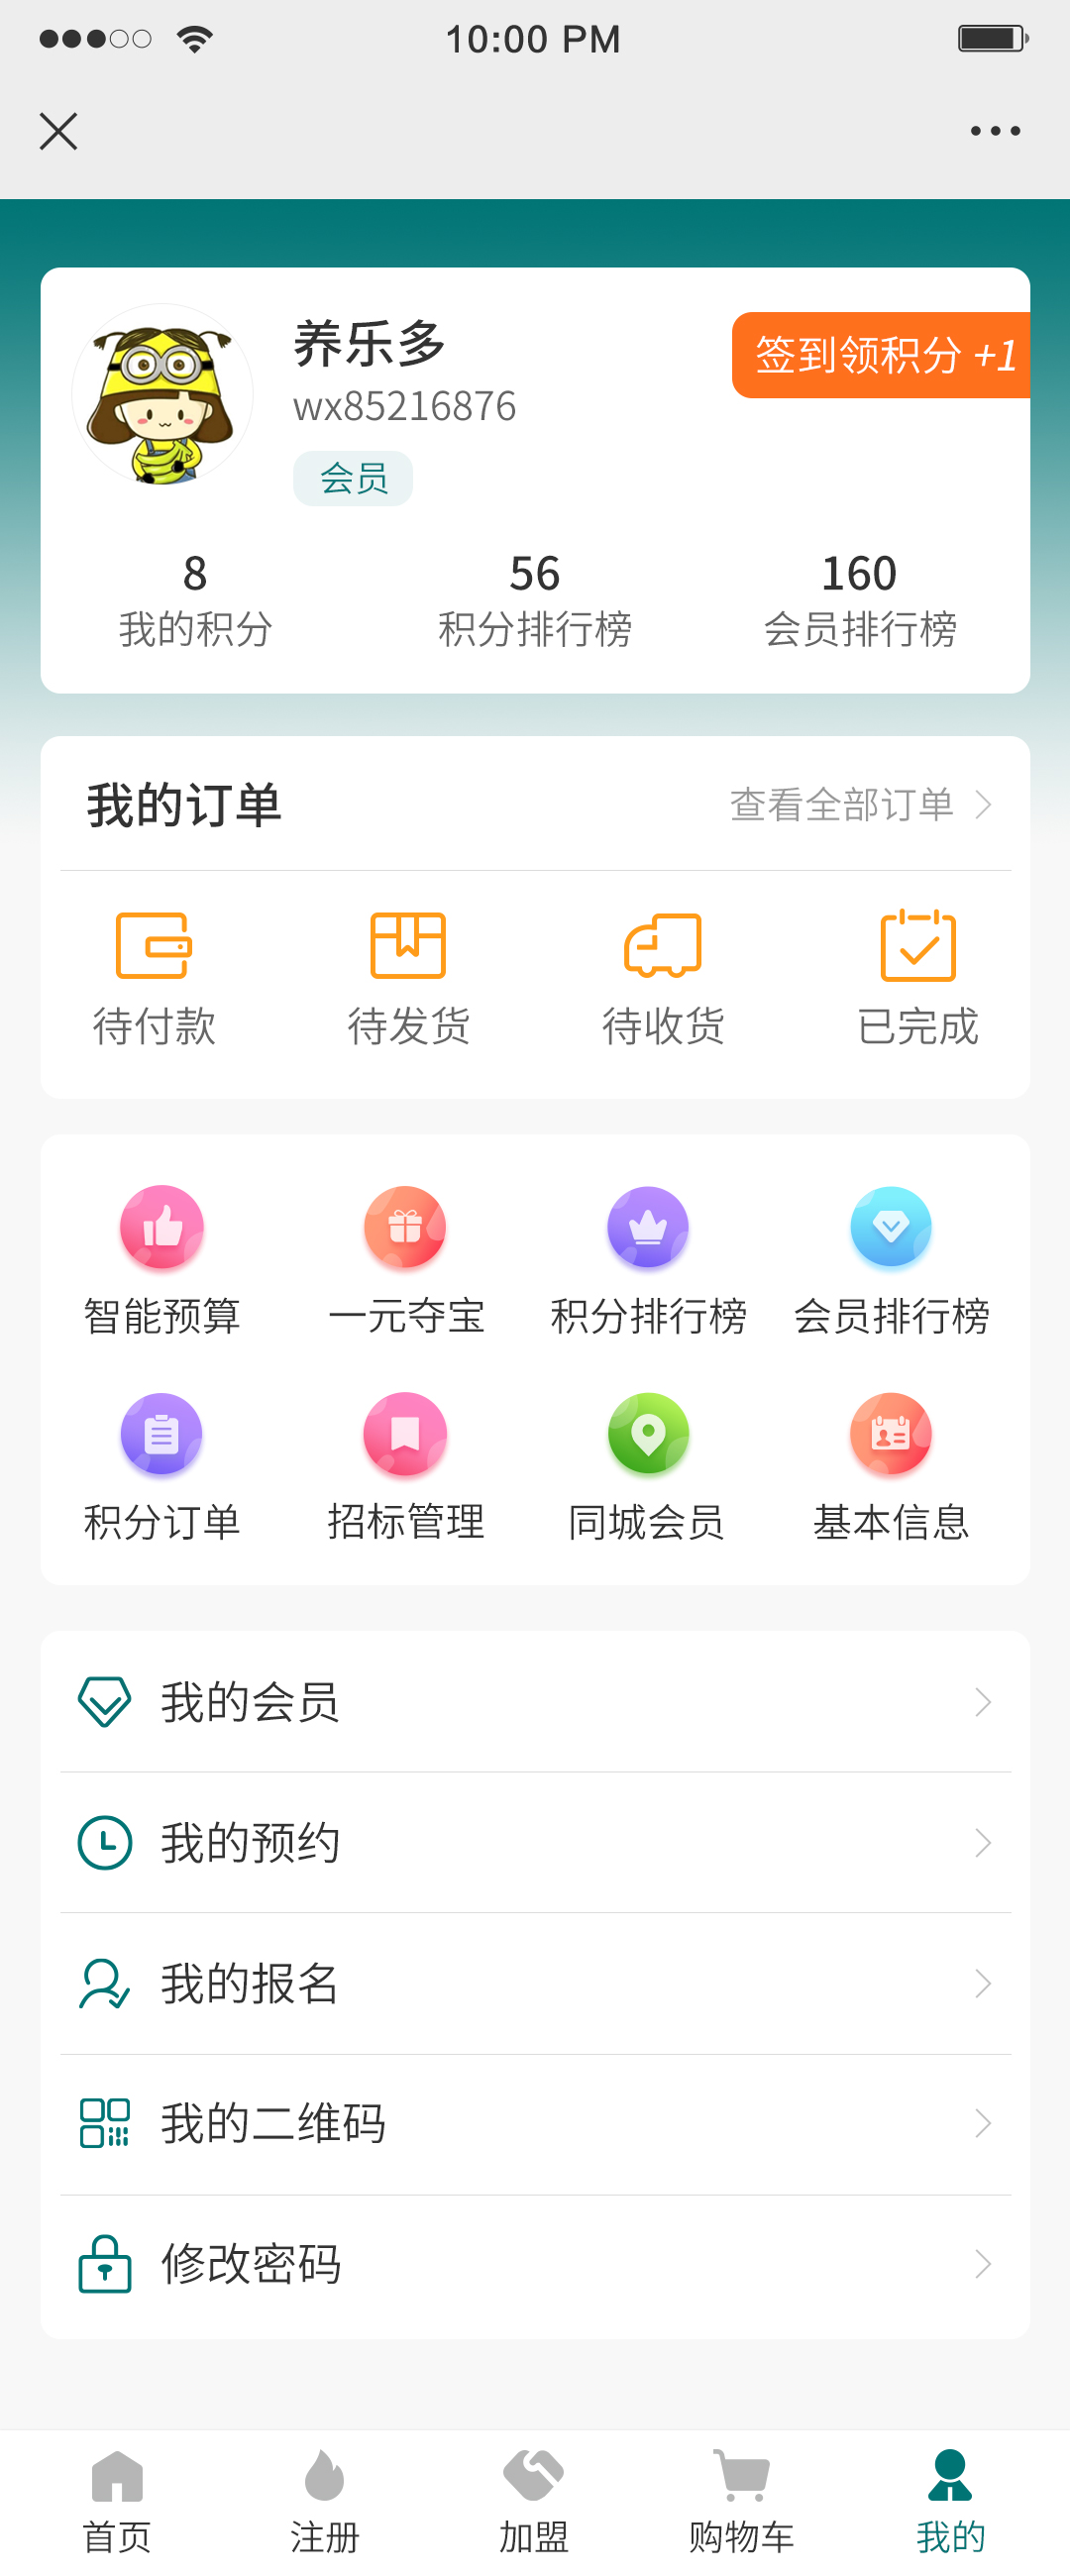 10:00 PM
养乐多
签到领积分 +1
wx85216876
会员
8 56 160
我的积分 积分排行榜 会员排行榜
我的订单 查看全部订单
待付款 待发货 待收货 已完成
智能预算 一元夺宝 积分排行榜 会员排行榜
积分订单 招标管理 同城会员 基本信息
我的会员
我的预约
我的报名
我的二维码
修改密码
首页 注册 加盟 购物车 我的